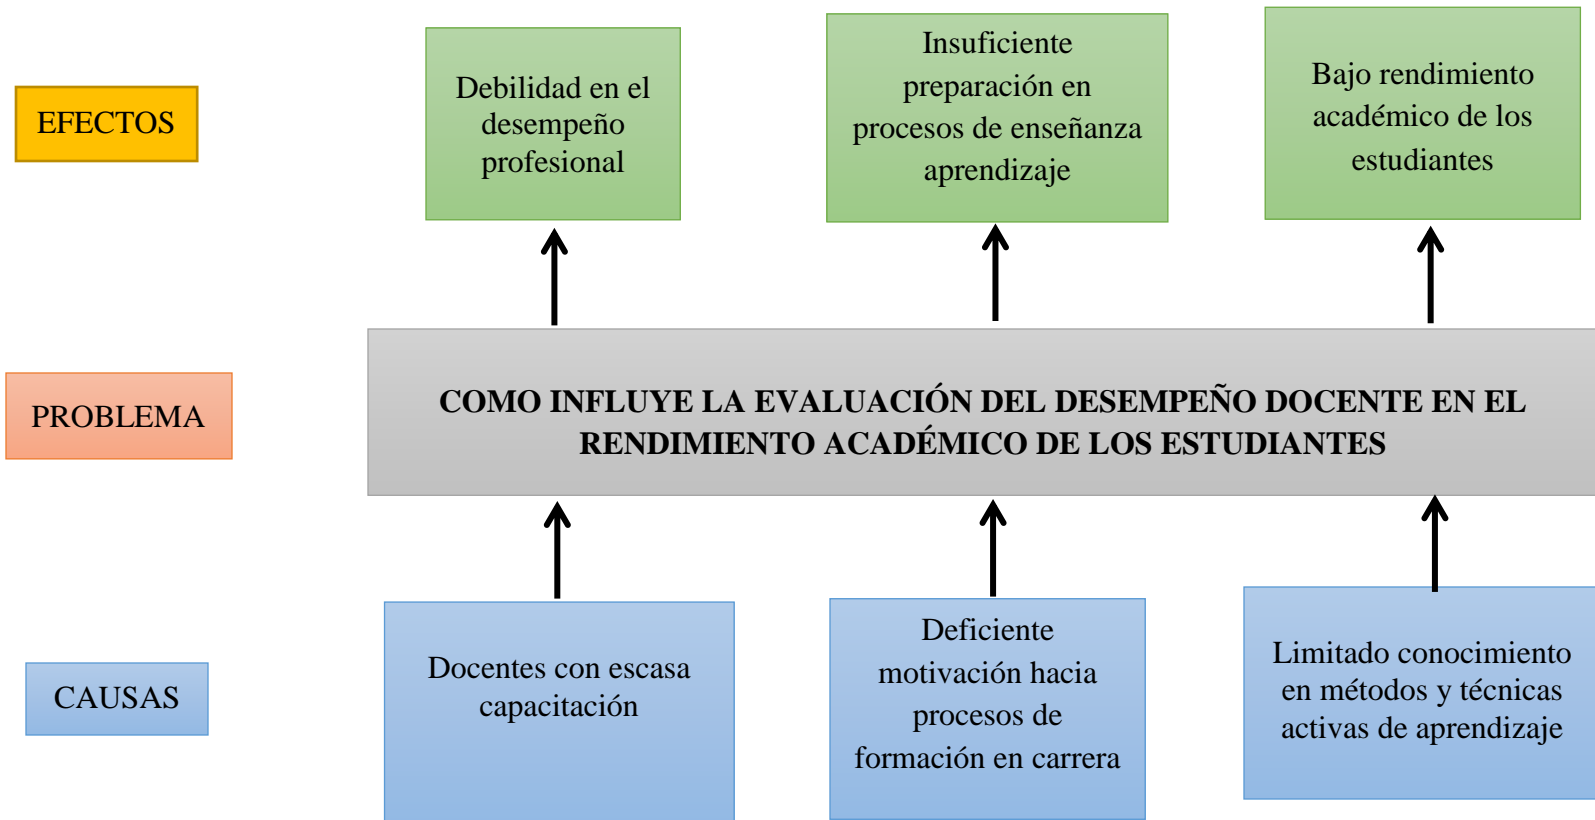 EFECTOS
Debilidad en el
desempeño
profesional
Insuficiente
preparación en
procesos de enseñanza
aprendizaje
Bajo rendimiento
académico de los
estudiantes
PROBLEMA
COMO INFLUYE LA EVALUACIÓN DEL DESEMPEÑO DOCENTE EN EL
RENDIMIENTO ACADÉMICO DE LOS ESTUDIANTES
CAUSAS
Docentes con escasa
capacitación
Deficiente
motivación hacia
procesos de
formación en carrera
Limitado conocimiento
en métodos y técnicas
activas de aprendizaje